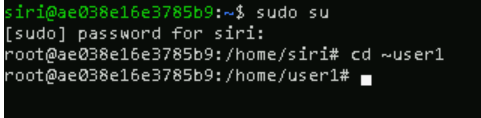 siri@ae038e16e3785b9:~$ sudo su
[sudo] password for siri:
root@ae038e16e3785b9:/home/siri# cd ~user1
root@ae038e16e3785b9:/home/user1#